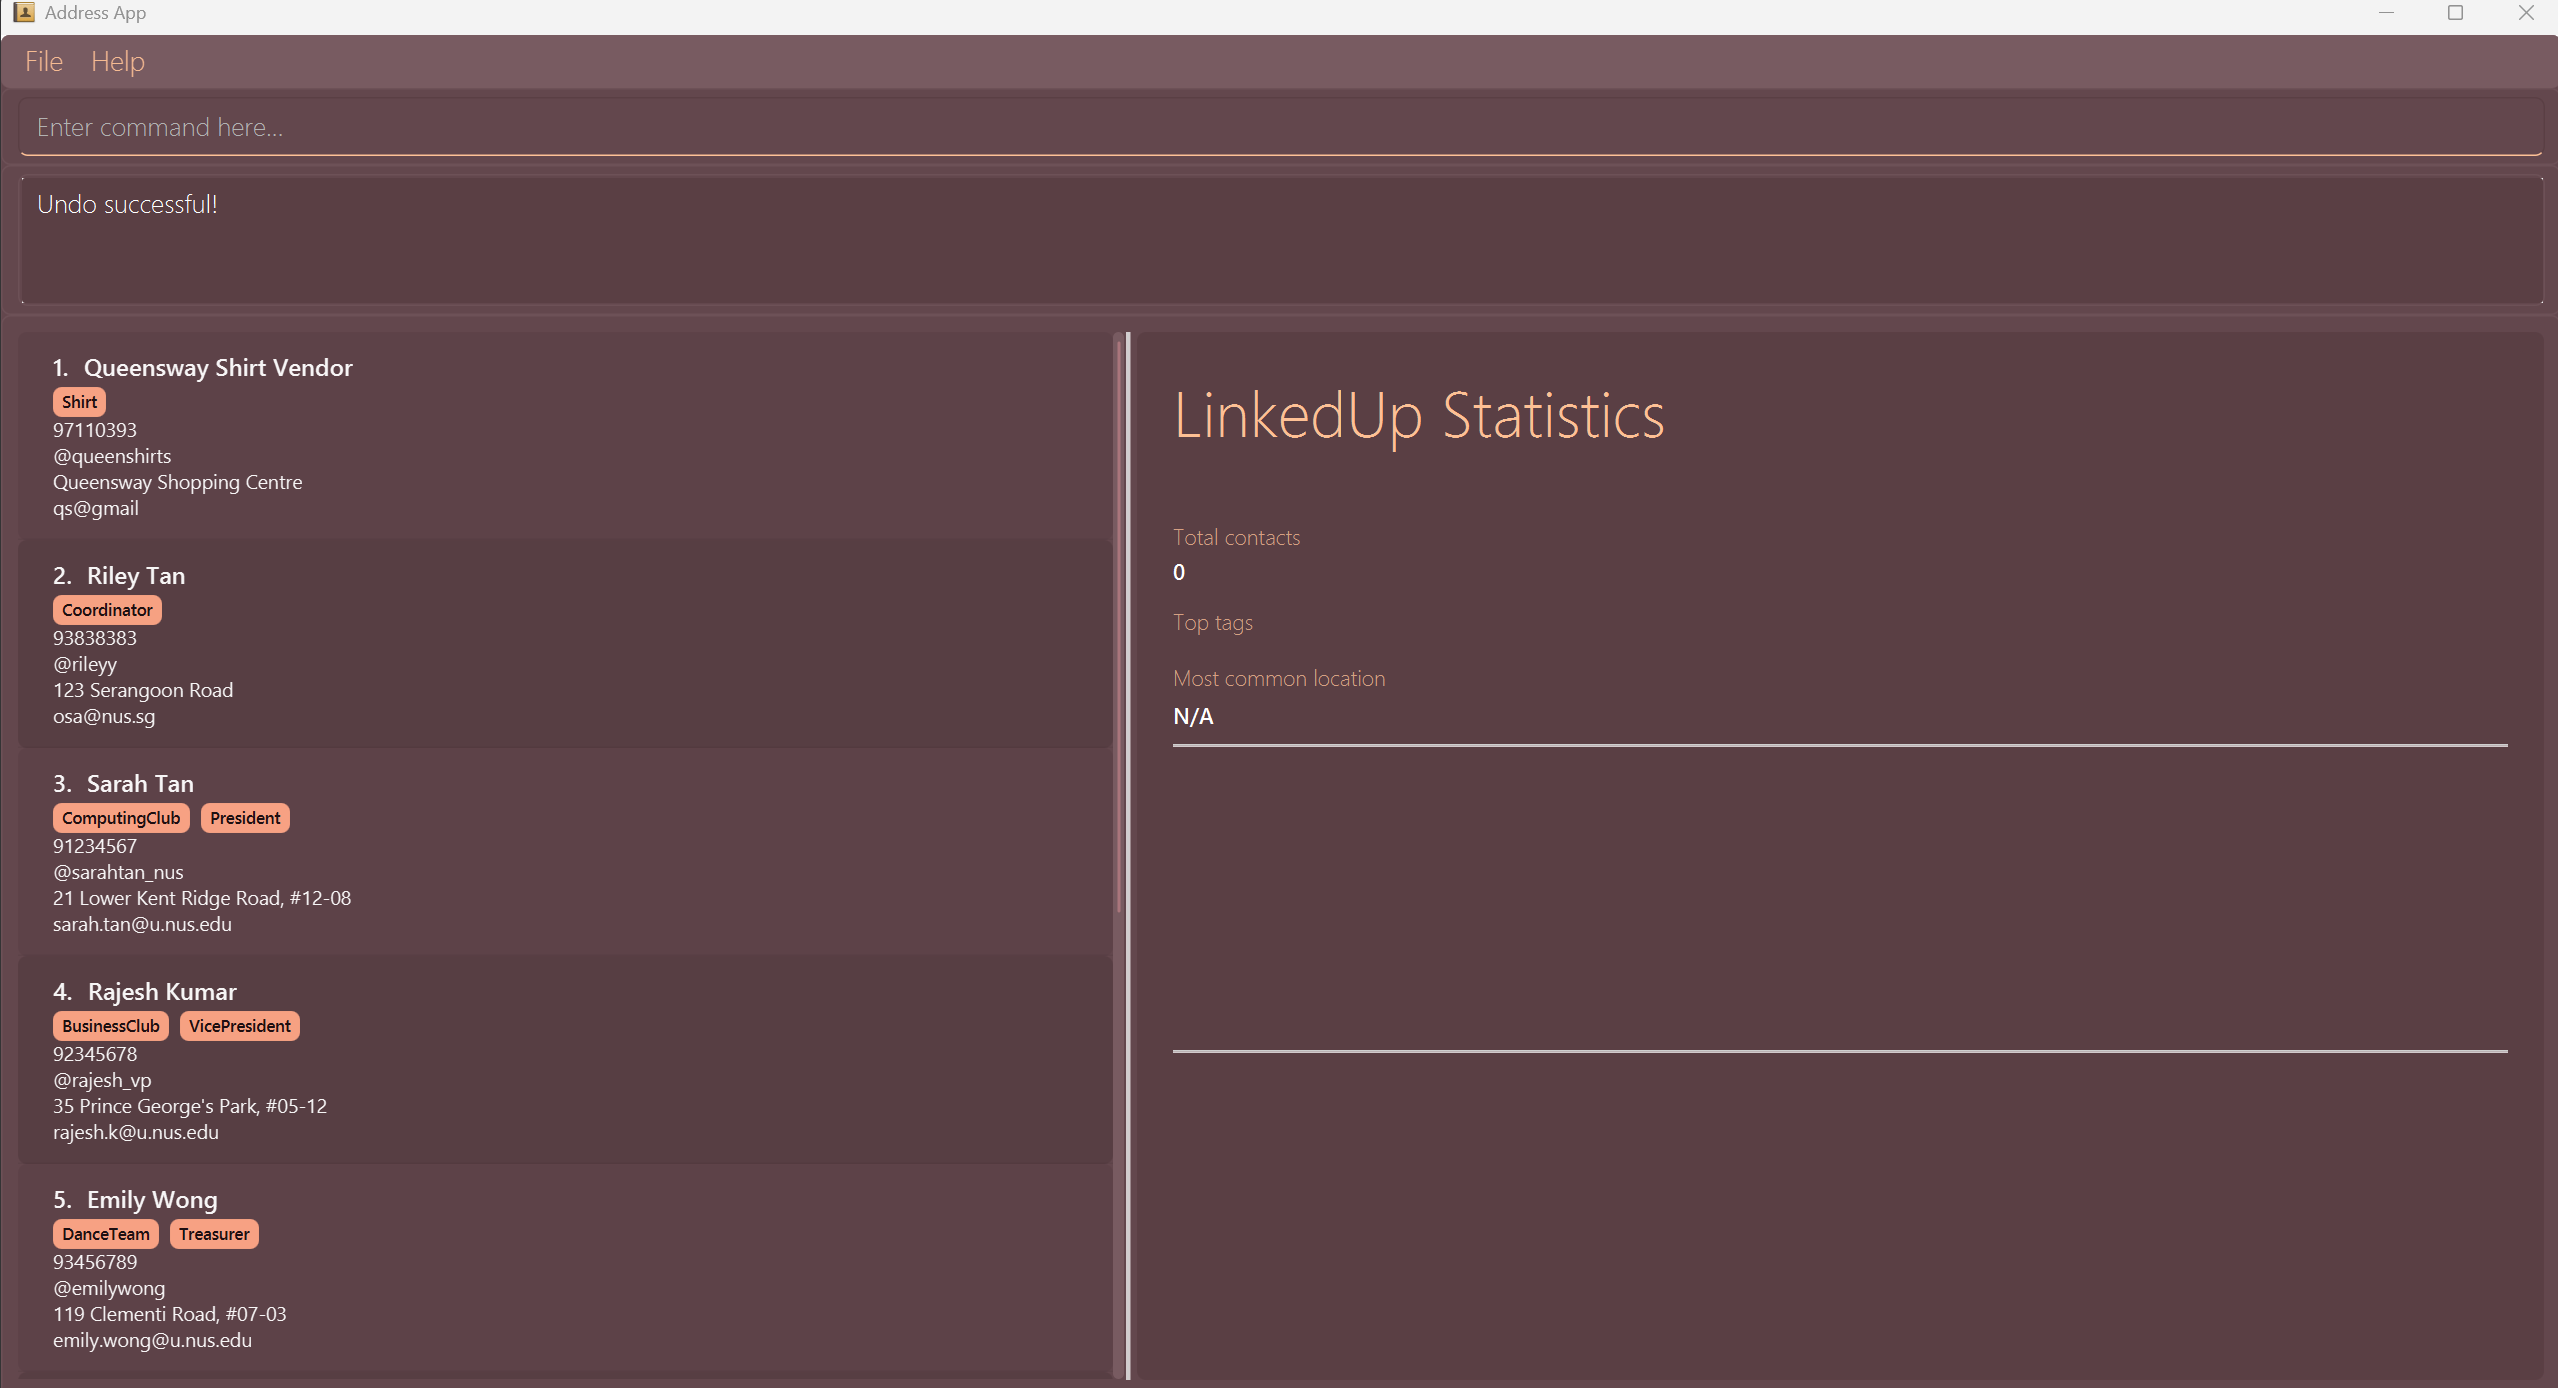 Address App
File Help
Enter command here...
Undo successful!
1. Queensway Shirt Vendor
Shirt
97110393
@queenshirts
Queensway Shopping Centre
qs@gmail
2. Riley Tan
Coordinator
93838383
@rileyy
123 Serangoon Road
osa@nus.sg
3. Sarah Tan
ComputingClub President
91234567
@sarahtan_nus
21 Lower Kent Ridge Road, #12-08
sarah.tan@u.nus.edu
4. Rajesh Kumar
BusinessClub VicePresident
92345678
@rajesh_vp
35 Prince George's Park, #05-12
rajesh.k@u.nus.edu
5. Emily Wong
DanceTeam Treasurer
93456789
@emilywong
119 Clementi Road, #07-03
emily.wong@u.nus.edu
LinkedUp Statistics
Total contacts
0
Top tags
Most common location
N/A